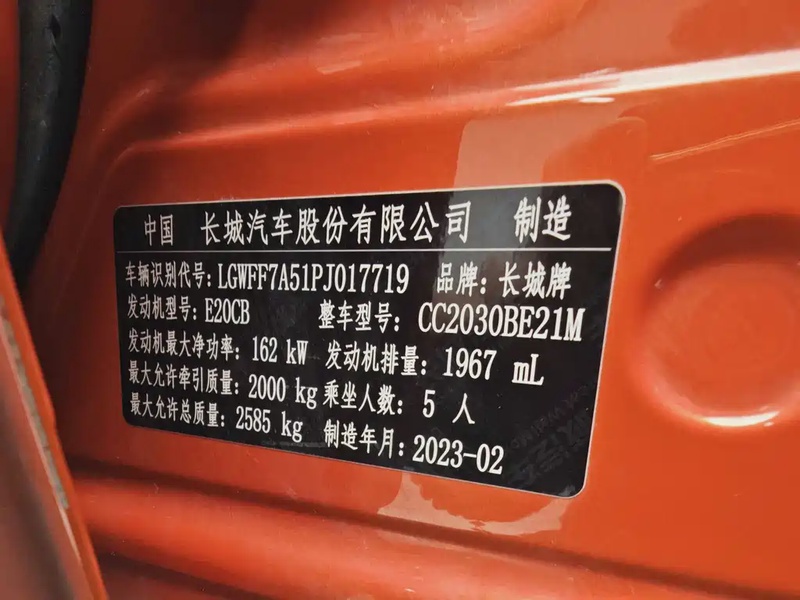 中国 长城汽车股份有限公司 制造
车辆识别代号: LGWFF7A51PJ017719 品牌: 长城牌
发动机型号: E20CB 整车型号: CC2030BE21M
发动机最大净功率: 162 kW 发动机排量: 1967 mL
最大允许牵引质量: 2000 kg 乘坐人数: 5 人
最大允许总质量: 2585 kg 制造年月: 2023-02